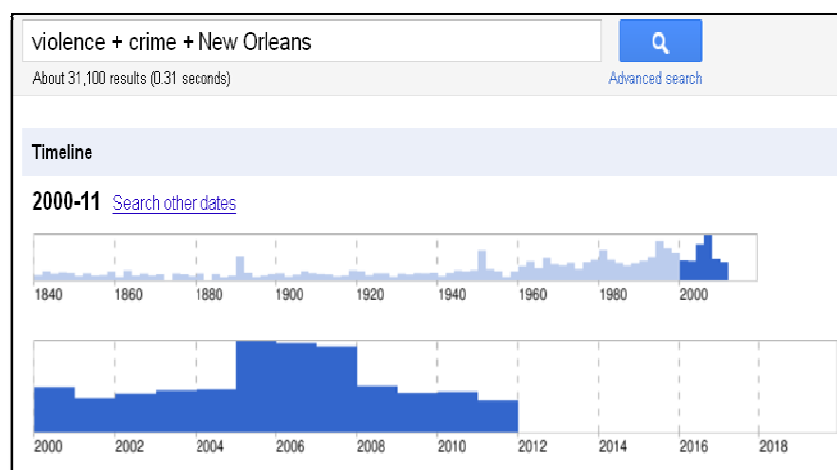 violence + crime + New Orleans
About 31,100 results (0.31 seconds)
Advanced search
Timeline
2000-11 Search other dates
1840 1860 1880 1900 1920 1940 1960 1980 2000
2000 2002 2004 2006 2008 2010 2012 2014 2016 2018